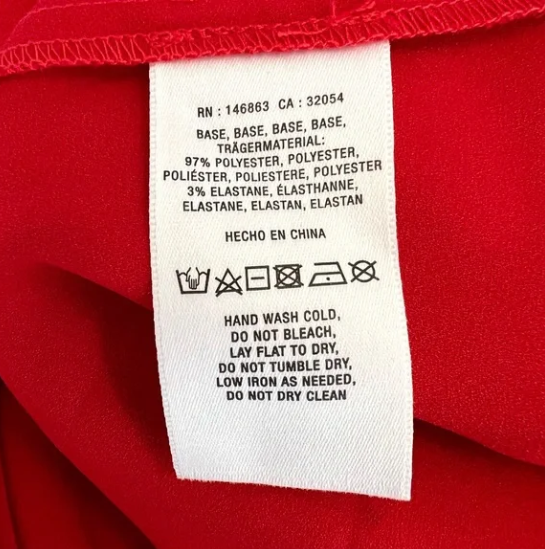 RN : 146863 CA : 32054
BASE, BASE, BASE, BASE,
TRÄGERMATERIAL:
97% POLYESTER, POLYESTER,
POLIÉSTER, POLIESTERE, POLYESTER
3% ELASTANE, ÉLASTHANNE,
ELASTANE, ELASTAN, ELASTAN
HECHO EN CHINA
HAND WASH COLD,
DO NOT BLEACH,
LAY FLAT TO DRY,
DO NOT TUMBLE DRY,
LOW IRON AS NEEDED,
DO NOT DRY CLEAN